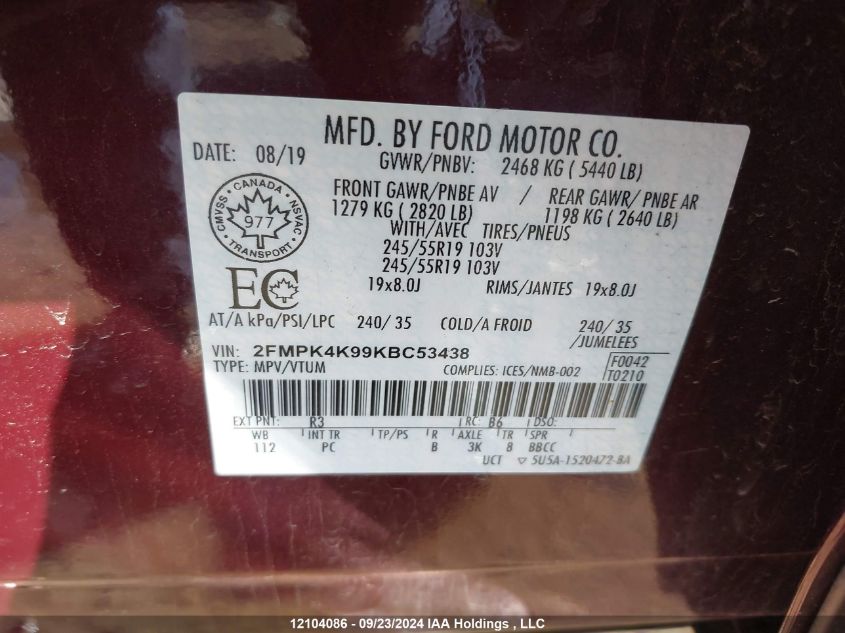 MFD. BY FORD MOTOR CO.
DATE: 08/19 GVWR/PNBV: 2468 KG ( 5440 LB)
FRONT GAWR/PNBE AV / REAR GAWR/ PNBE AR
1279 KG ( 2820 LB) 1198 KG ( 2640 LB)
WITH/AVEC TIRES/PNEUS
245/55R19 103V
245/55R19 103V
19x8.0J RIMS/JANTES 19x8.0J
CMVSS CANADA NSVAC
977
TRANSPORT
EC
AT/A kPa/PSI/LPC 240/ 35 COLD/A FROID 240/ 35
/JUMELEES
VIN: 2FMPK4K99KBC53438
F0042
TYPE: MPV/VTUM COMPLIES: ICES/NMB-002 T0210
EXT PNT: R3 RC: B6 DSO:
WB INT TR TP/PS R AXLE TR SPR
112 PC B 3K 8 BBCC
UCT ▽ 5U5A-1520472-BA
12104086 - 09/23/2024 IAA Holdings , LLC